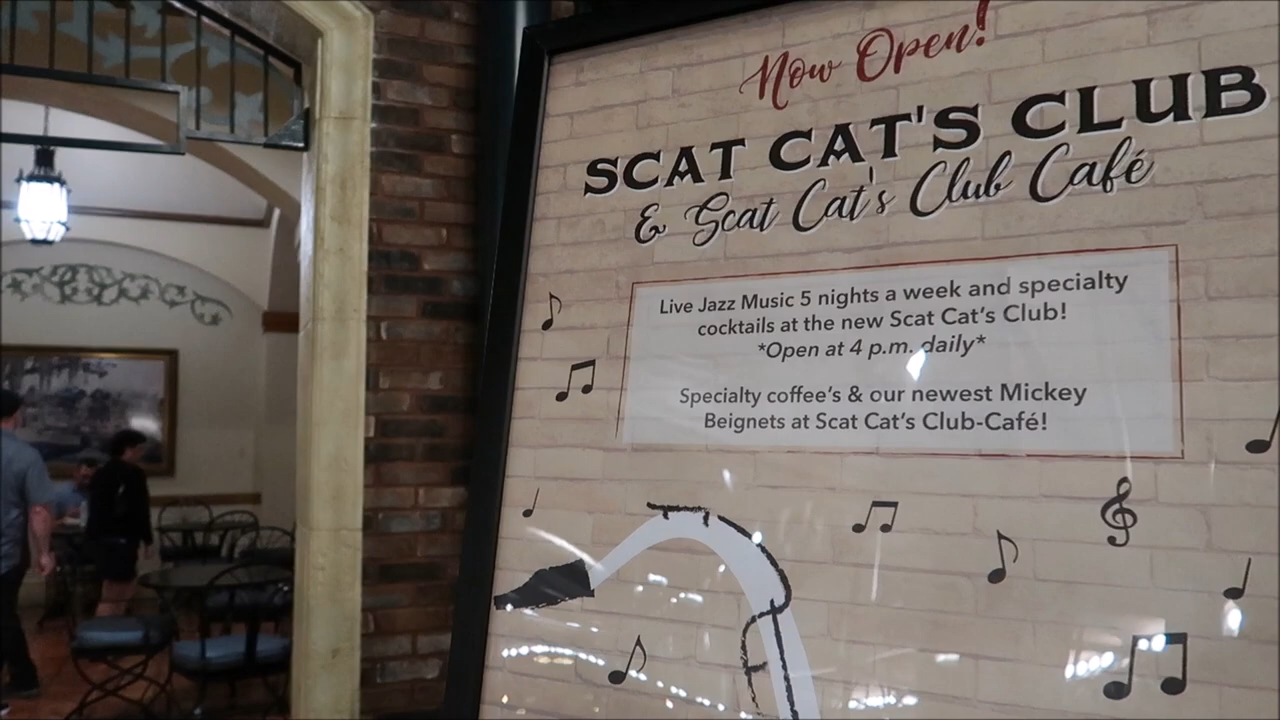 Now Open!
SCAT CAT'S CLUB
& Scat Cat's Club Café
Live Jazz Music 5 nights a week and specialty
cocktails at the new Scat Cat's Club!
*Open at 4 p.m. daily*
Specialty coffee's & our newest Mickey
Beignets at Scat Cat's Club-Café!